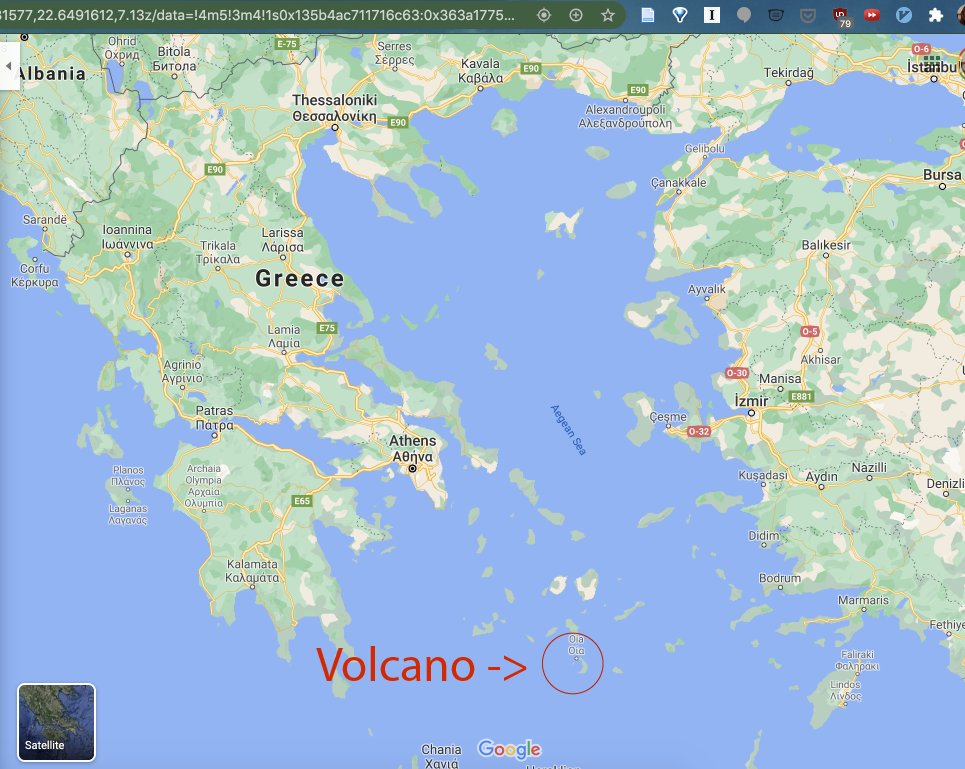 31577,22.6491612,7.13z/data=!4m5!3m4!1s0x135b4ac711716c63:0x363a1775...
79
Albania
Ohrid
Охрид
Bitola
Битола
E-75
Serres
Σέρρες
Kavala
Καβάλα
E90
E90
Alexandroupoli
Αλεξανδρούπολη
Tekirdağ
O-6
İstanbul
Thessaloniki
Θεσσαλονίκη
E90
E90
Gelibolu
Çanakkale
Bursa
Sarandë
Ioannina
Ιωάννινα
Trikala
Τρίκαλα
Larissa
Λάρισα
Balıkesir
Corfu
Κέρκυρα
Greece
Ayvalık
Lamia
Λαμία
E75
O-5
Akhisar
Agrinio
Αγρίνιο
O-30
Manisa
E881
İzmir
Patras
Πάτρα
Aegean Sea
Çeşme
O-32
Athens
Αθήνα
Planos
Πλάνος
Laganas
Λαγανάς
Archaia
Olympia
Αρχαία
Ολυμπία
E65
Kuşadası
Aydın
Nazilli
Denizli
Didim
Kalamata
Καλαμάτα
Bodrum
Marmaris
Fethiye
Volcano ->
Oia
Οία
Faliraki
Φαληράκι
Lindos
Λίνδος
Satellite
Chania
Χανιά
Google